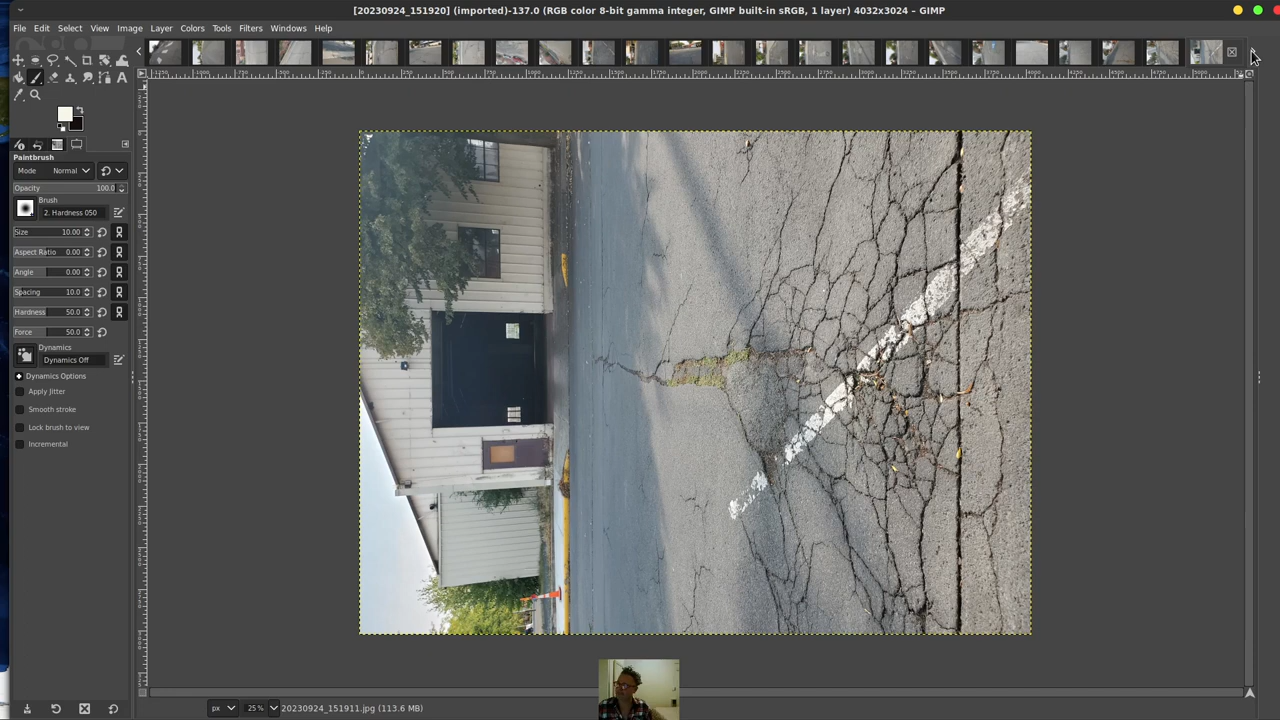 [20230924_151920] (imported)-137.0 (RGB color 8-bit gamma integer, GIMP built-in sRGB, 1 layer) 4032x3024 – GIMP
File Edit Select View Image Layer Colors Tools Filters Windows Help
Paintbrush
Mode Normal
Opacity 100.0
Brush
2. Hardness 050
Size 10.00
Aspect Ratio 0.00
Angle 0.00
Spacing 10.0
Hardness 50.0
Force 50.0
Dynamics
Dynamics Off
Dynamics Options
Apply Jitter
Smooth stroke
Lock brush to view
Incremental
px 25% 20230924_151911.jpg (113.6 MB)